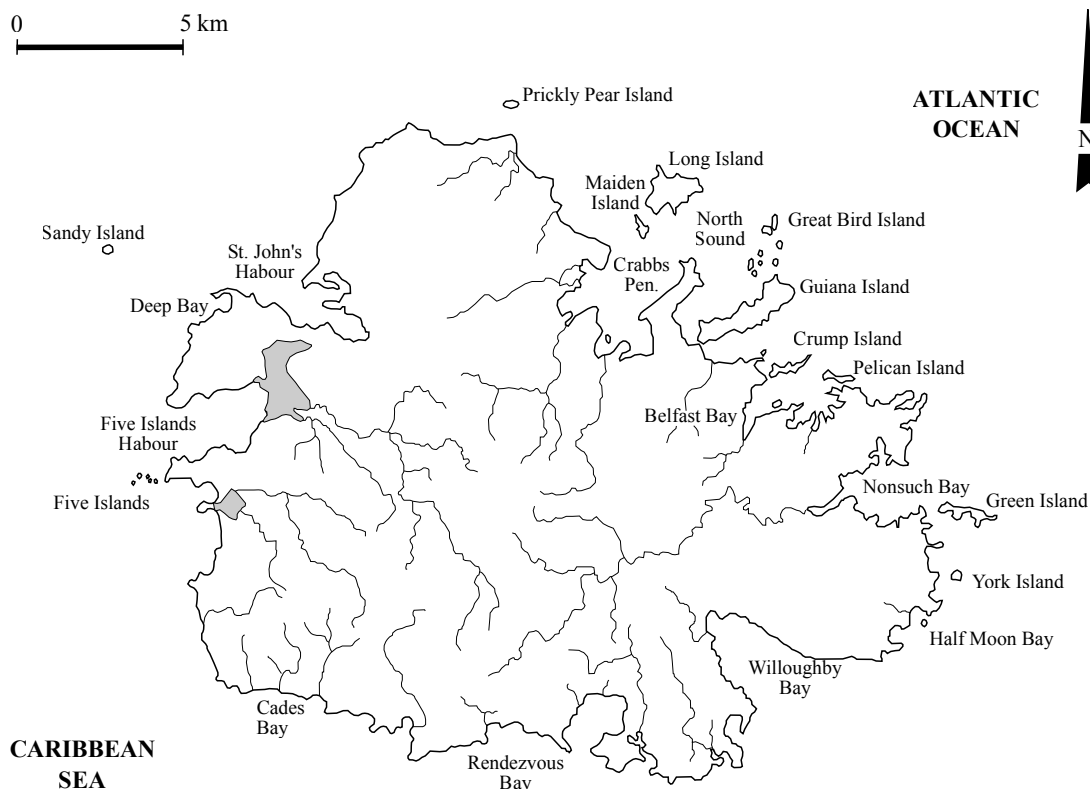 0
5 km
Prickly Pear Island
ATLANTIC
OCEAN
N
Long Island
Maiden
Island
North
Sound
Great Bird Island
Sandy Island
St. John's
Habour
Crabbs
Pen.
Guiana Island
Deep Bay
Crump Island
Pelican Island
Belfast Bay
Five Islands
Habour
Five Islands
Nonsuch Bay
Green Island
York Island
Half Moon Bay
Willoughby
Bay
Cades
Bay
Rendezvous
Bay
CARIBBEAN
SEA